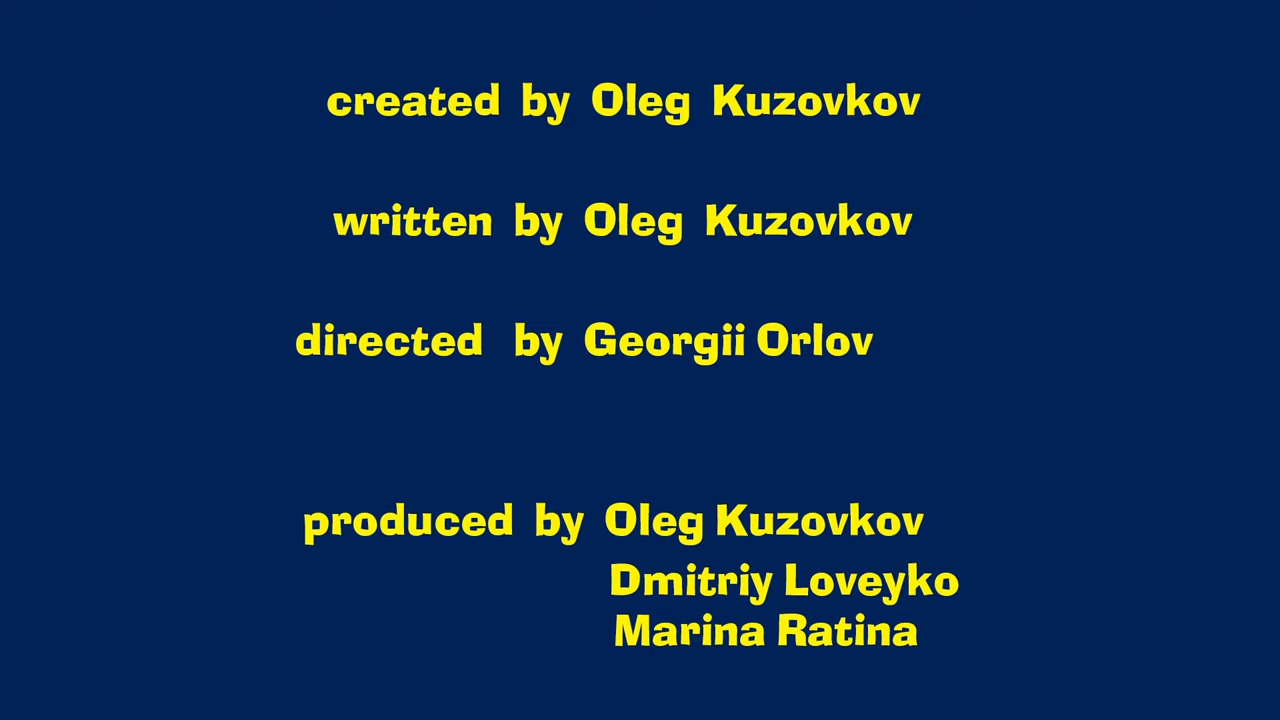 created by Oleg Kuzovkov
written by Oleg Kuzovkov
directed by Georgii Orlov
produced by Oleg Kuzovkov
Dmitriy Loveyko
Marina Ratina